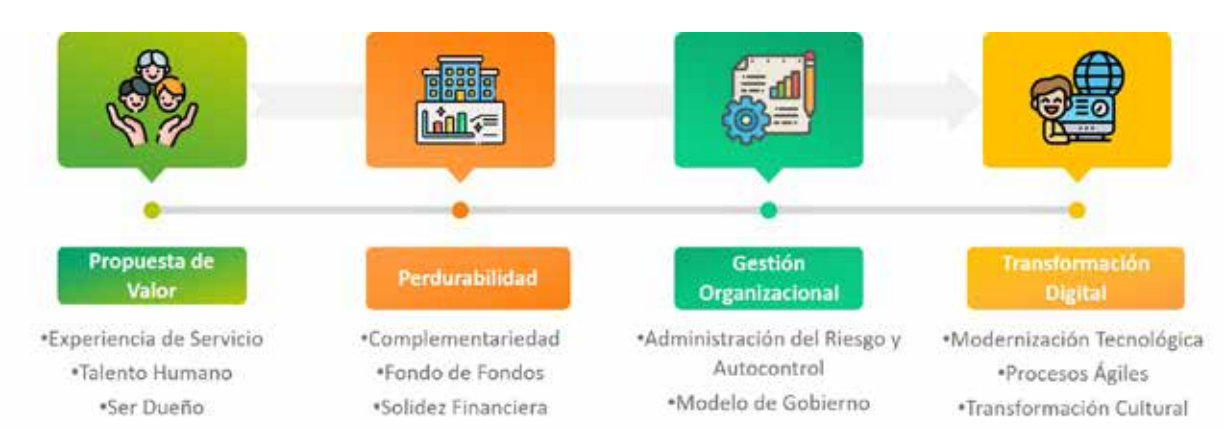 Propuesta de
Valor
•Experiencia de Servicio
•Talento Humano
•Ser Dueño
Perdurabilidad
•Complementariedad
•Fondo de Fondos
•Solidez Financiera
Gestión
Organizacional
•Administración del Riesgo y
Autocontrol
•Modelo de Gobierno
Transformación
Digital
•Modernización Tecnológica
•Procesos Ágiles
•Transformación Cultural